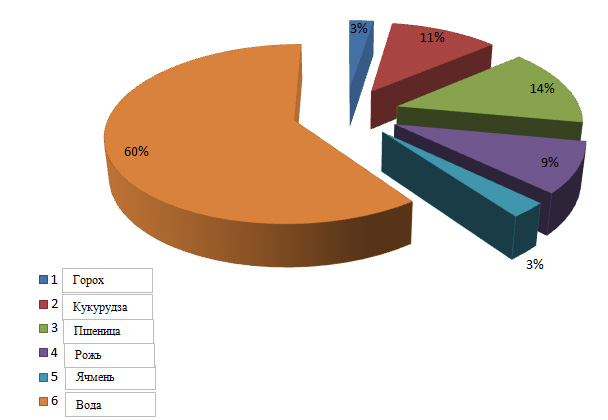 3%
11%
14%
60%
9%
3%
1 Горох
2 Кукурудза
3 Пшеница
4 Рожь
5 Ячмень
6 Вода